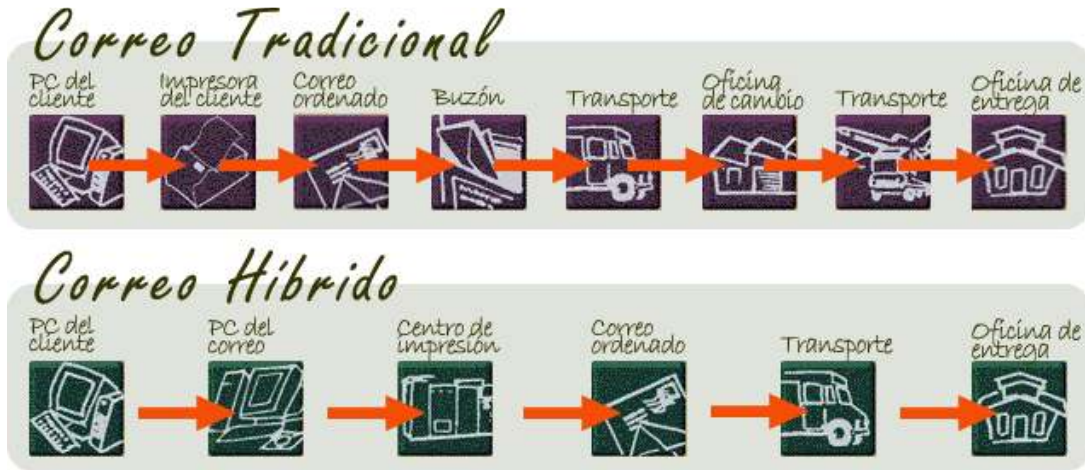 Correo Tradicional
PC del
cliente
Impresora
del cliente
Correo
ordenado
Buzón
Transporte
Oficina
de cambio
Transporte
Oficina de
entrega
Correo Híbrido
PC del
cliente
PC del
correo
Centro de
impresión
Correo
ordenado
Transporte
Oficina de
entrega